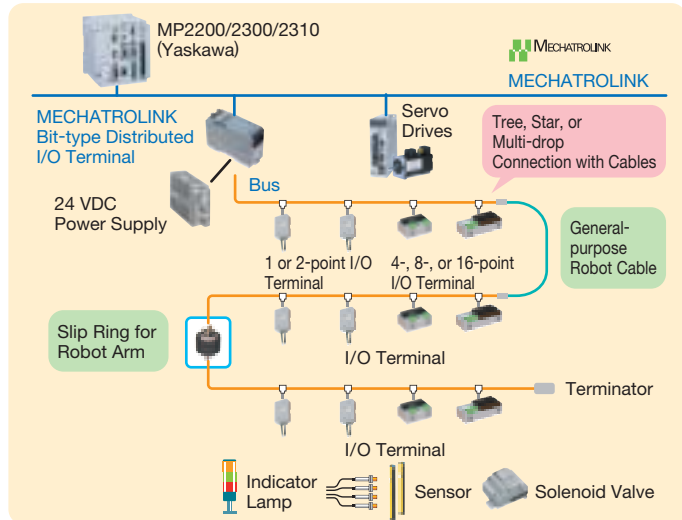 MP2200/2300/2310
(Yaskawa)
MECHATROLINK
MECHATROLINK
MECHATROLINK
Bit-type Distributed
I/O Terminal
Servo
Drives
Tree, Star, or
Multi-drop
Connection with Cables
24 VDC
Power Supply
Bus
1 or 2-point I/O
Terminal
4-, 8-, or 16-point
I/O Terminal
General-
purpose
Robot Cable
Slip Ring for
Robot Arm
I/O Terminal
Terminator
I/O Terminal
Indicator
Lamp
Sensor
Solenoid Valve